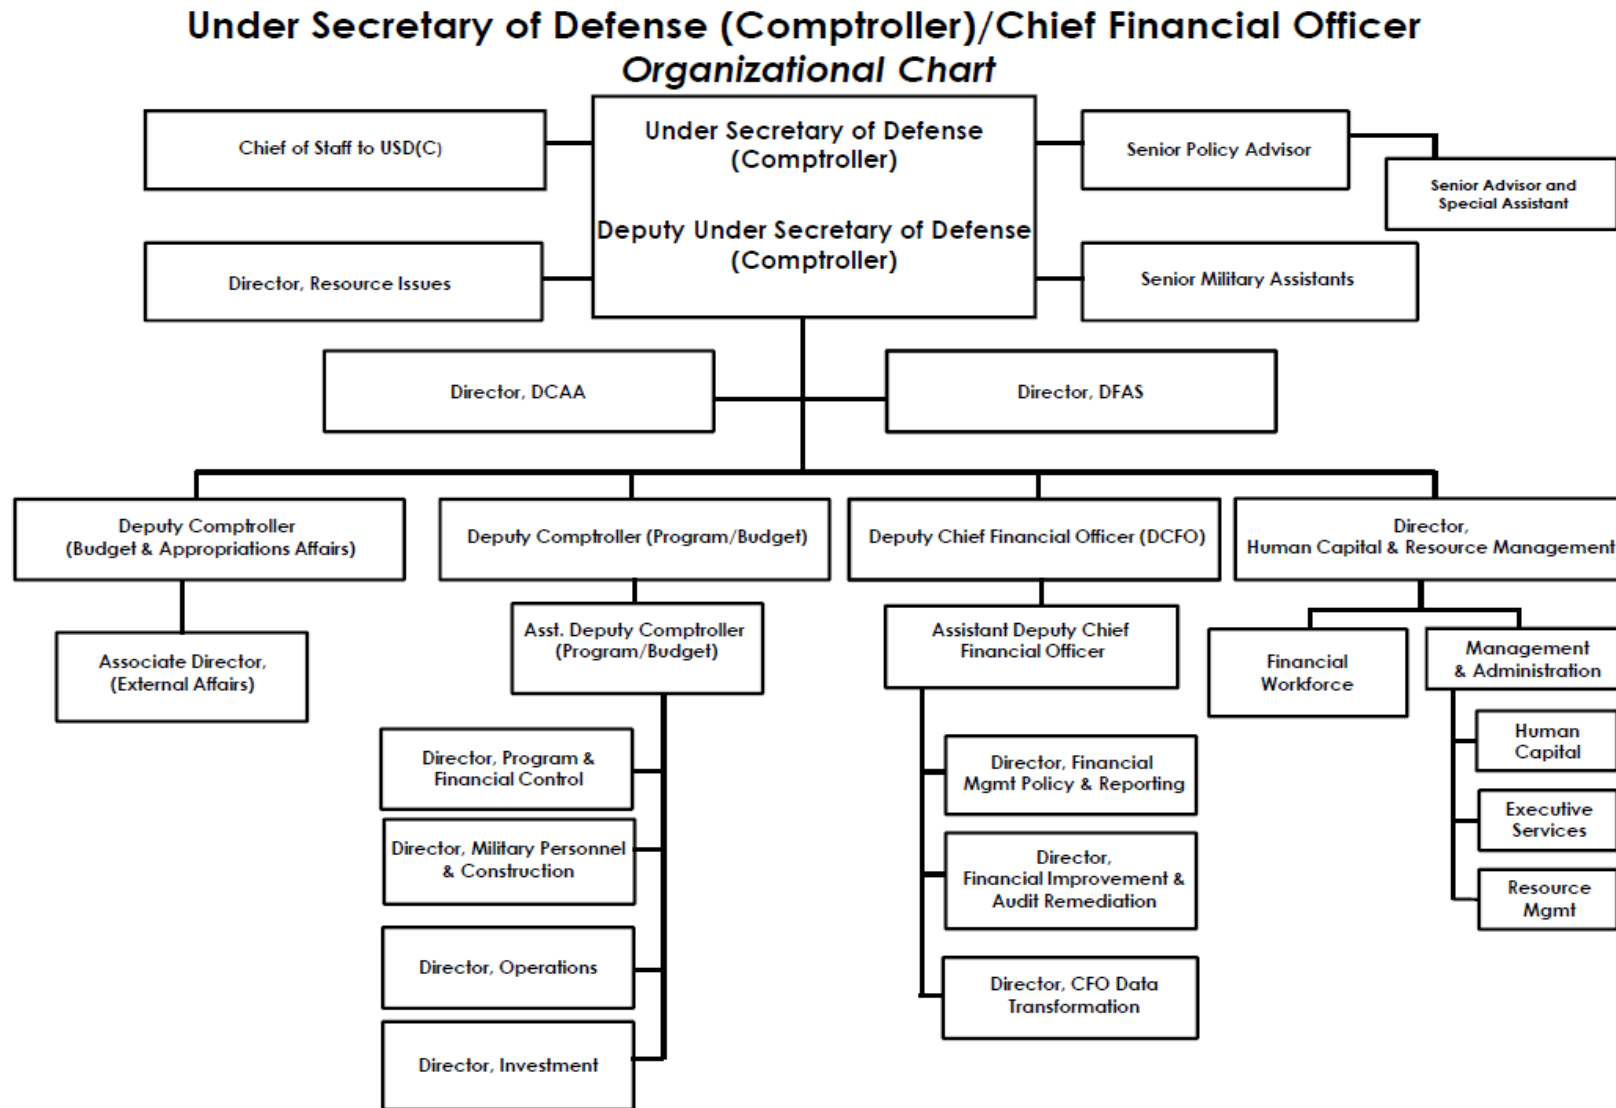 Under Secretary of Defense (Comptroller)/Chief Financial Officer
Organizational Chart
Chief of Staff to USD(C)
Under Secretary of Defense
(Comptroller)
Deputy Under Secretary of Defense
(Comptroller)
Senior Policy Advisor
Senior Advisor and
Special Assistant
Director, Resource Issues
Senior Military Assistants
Director, DCAA
Director, DFAS
Deputy Comptroller
(Budget & Appropriations Affairs)
Deputy Comptroller (Program/Budget)
Deputy Chief Financial Officer (DCFO)
Director,
Human Capital & Resource Management
Associate Director,
(External Affairs)
Asst. Deputy Comptroller
(Program/Budget)
Assistant Deputy Chief
Financial Officer
Financial
Workforce
Management
& Administration
Director, Program &
Financial Control
Director, Military Personnel
& Construction
Director, Operations
Director, Investment
Director, Financial
Mgmt Policy & Reporting
Director,
Financial Improvement &
Audit Remediation
Director, CFO Data
Transformation
Human
Capital
Executive
Services
Resource
Mgmt